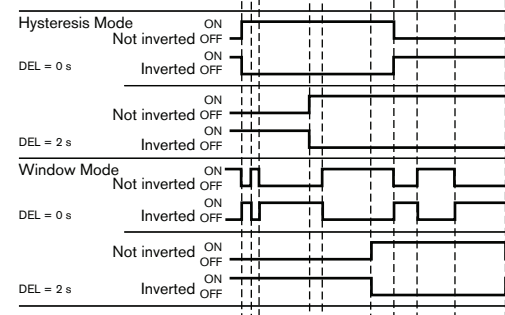 Hysteresis Mode ON
Not inverted OFF
ON
DEL = 0 s Inverted OFF
ON
Not inverted OFF
ON
DEL = 2 s Inverted OFF
Window Mode ON
Not inverted OFF
ON
DEL = 0 s Inverted OFF
Not inverted ON
OFF
ON
DEL = 2 s Inverted OFF